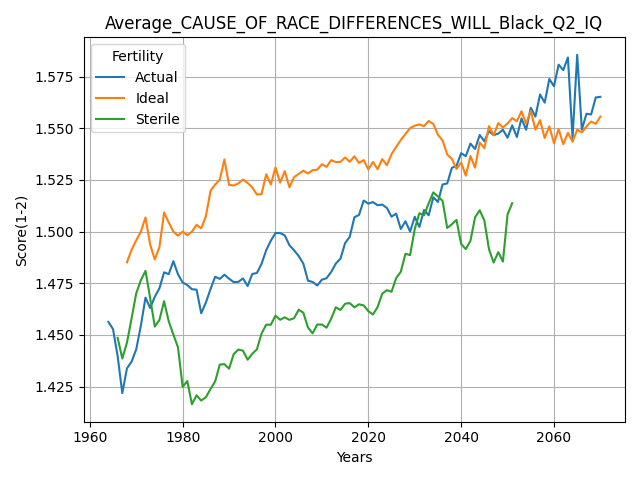 Average_CAUSE_OF_RACE_DIFFERENCES_WILL_Black_Q2_IQ
Fertility
Actual
Ideal
Sterile
Score(1-2)
1.575
1.550
1.525
1.500
1.475
1.450
1.425
1960 1980 2000 2020 2040 2060
Years